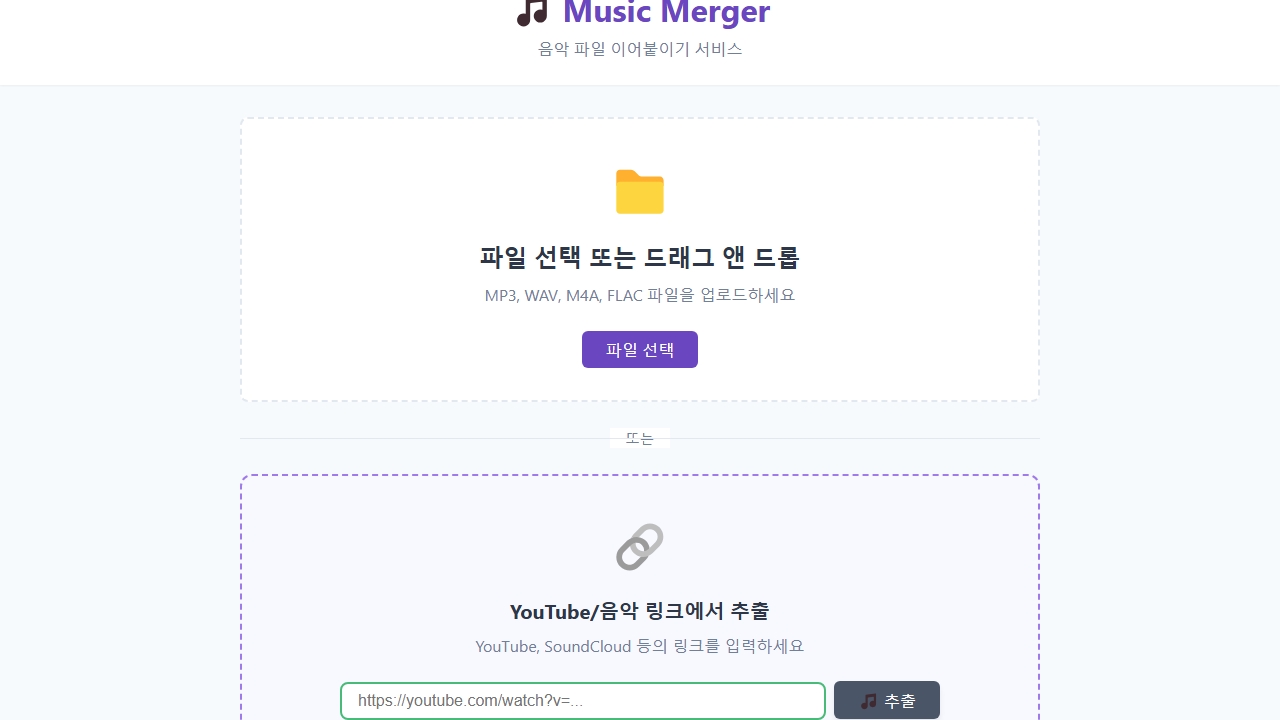 Music Merger
음악 파일 이어붙이기 서비스
파일 선택 또는 드래그 앤 드롭
MP3, WAV, M4A, FLAC 파일을 업로드하세요
파일 선택
또는
YouTube/음악 링크에서 추출
YouTube, SoundCloud 등의 링크를 입력하세요
https://youtube.com/watch?v=...
추출